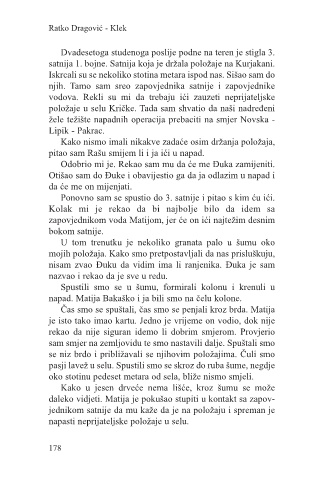 Ratko Dragović - Klek
Dvadesetoga studenoga poslije podne na teren je stigla 3.
satnija 1. bojne. Satnija koja je držala položaje na Kurjakani.
Iskrcali su se nekoliko stotina metara ispod nas. Sišao sam do
njih. Tamo sam sreo zapovjednika satnije i zapovjednike
vodova. Rekli su mi da trebaju ići zauzeti neprijateljske
položaje u selu Kričke. Tada sam shvatio da naši nadređeni
žele težište napadnih operacija prebaciti na smjer Novska -
Lipik - Pakrac.
Kako nismo imali nikakve zadaće osim držanja položaja,
pitao sam Rašu smijem li i ja ići u napad.
Odobrio mi je. Rekao sam mu da će me Đuka zamijeniti.
Otišao sam do Đuke i obavijestio ga da ja odlazim u napad i
da će me on mijenjati.
Ponovno sam se spustio do 3. satnije i pitao s kim ću ići.
Kolak mi je rekao da bi najbolje bilo da idem sa
zapovjednikom voda Matijom, jer će on ići najtežim desnim
bokom satnije.
U tom trenutku je nekoliko granata palo u šumu oko
mojih položaja. Kako smo pretpostavljali da nas prisluškuju,
nisam zvao Đuku da vidim ima li ranjenika. Đuka je sam
nazvao i rekao da je sve u redu.
Spustili smo se u šumu, formirali kolonu i krenuli u
napad. Matija Bakaško i ja bili smo na čelu kolone.
Čas smo se spuštali, čas smo se penjali kroz brda. Matija
je isto tako imao kartu. Jedno je vrijeme on vodio, dok nije
rekao da nije siguran idemo li dobrim smjerom. Provjerio
sam smjer na zemljovidu te smo nastavili dalje. Spuštali smo
se niz brdo i približavali se njihovim položajima. Čuli smo
pasji lavež u selu. Spustili smo se skroz do ruba šume, negdje
oko stotinu pedeset metara od sela, bliže nismo smjeli.
Kako u jesen drveće nema lišće, kroz šumu se može
daleko vidjeti. Matija je pokušao stupiti u kontakt sa zapov-
jednikom satnije da mu kaže da je na položaju i spreman je
napasti neprijateljske položaje u selu.
178